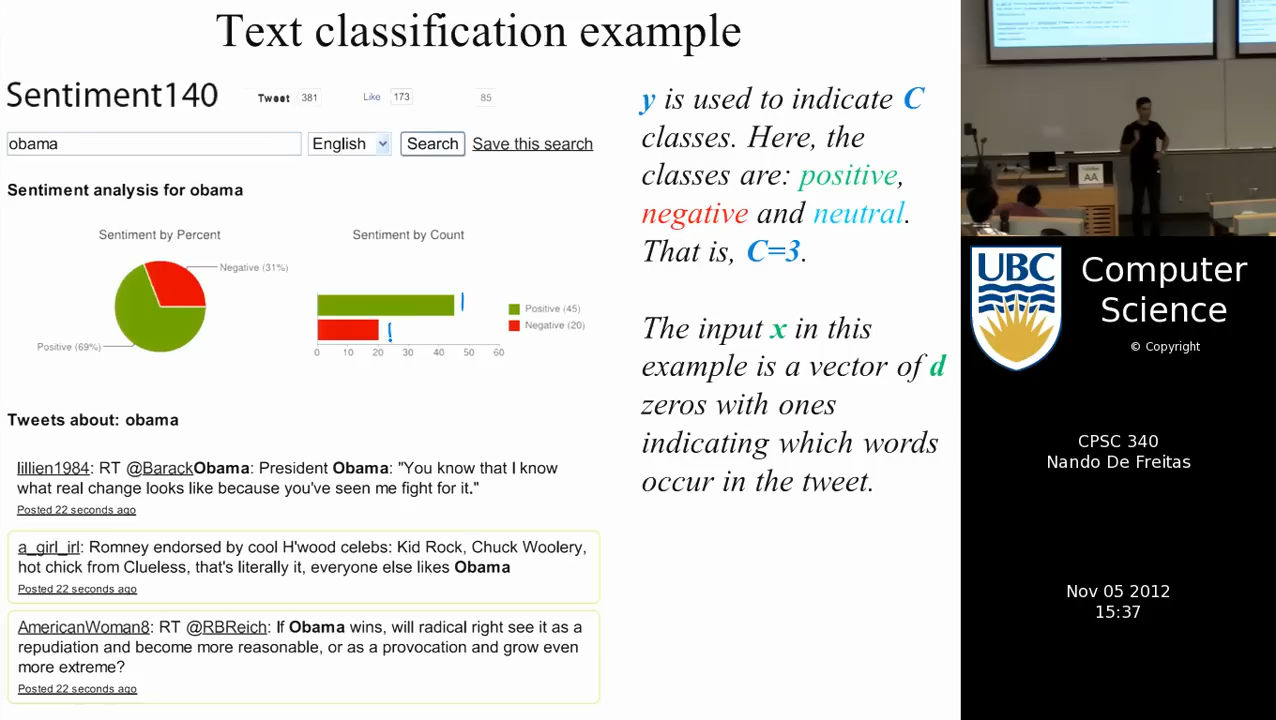 Text classification example
Sentiment140
Tweet 381
Like 173
85
obama
English
Search
Save this search
Sentiment analysis for obama
Sentiment by Percent
Negative (31%)
Positive (69%)
Sentiment by Count
Positive (45)
Negative (20)
0 10 20 30 40 50 60
Tweets about: obama
lillien1984: RT @BarackObama: President Obama: "You know that I know
what real change looks like because you've seen me fight for it."
Posted 22 seconds ago
a_girl_irl: Romney endorsed by cool H'wood celebs: Kid Rock, Chuck Woolery,
hot chick from Clueless, that's literally it, everyone else likes Obama
Posted 22 seconds ago
AmericanWoman8: RT @RBReich: If Obama wins, will radical right see it as a
repudiation and become more reasonable, or as a provocation and grow even
more extreme?
Posted 22 seconds ago
y is used to indicate C
classes. Here, the
classes are: positive,
negative and neutral.
That is, C=3.
The input x in this
example is a vector of d
zeros with ones
indicating which words
occur in the tweet.
AA
UBC
Computer
Science
© Copyright
CPSC 340
Nando De Freitas
Nov 05 2012
15:37